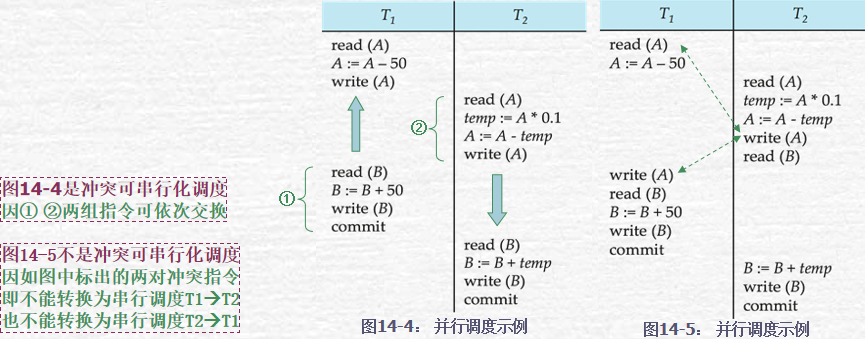 T1 T2
read (A)
A := A – 50
write (A)
read (A)
temp := A * 0.1
A := A - temp
write (A)
②
read (B)
B := B + 50
write (B)
commit
①
read (B)
B := B + temp
write (B)
commit
图14-4： 并行调度示例
T1 T2
read (A)
A := A – 50
read (A)
temp := A * 0.1
A := A - temp
write (A)
read (B)
write (A)
read (B)
B := B + 50
write (B)
commit
B := B + temp
write (B)
commit
图14-5： 并行调度示例
图14-4是冲突可串行化调度
因① ②两组指令可依次交换
图14-5不是冲突可串行化调度
因如图中标出的两对冲突指令
即不能转换为串行调度T1→T2
也不能转换为串行调度T2→T1